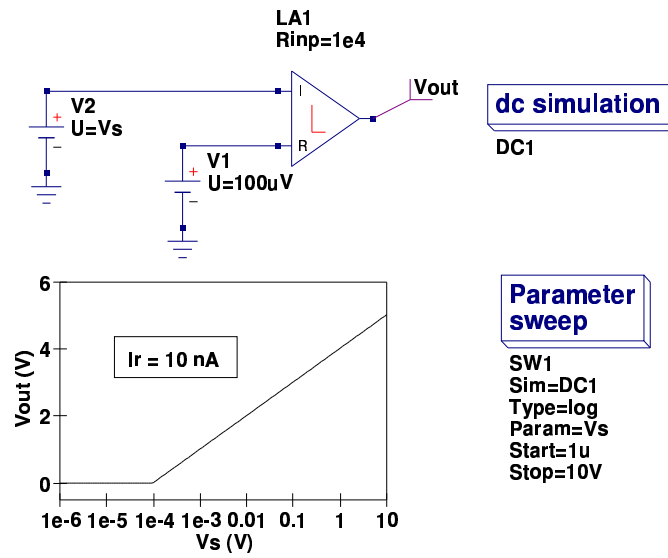 LA1
Rinp=1e4
I
R
Vout
+
V2
U=Vs
−
+
V1
U=100uV
−
dc simulation
DC1
6
4
2
0
Vout (V)
Ir = 10 nA
1e-6 1e-5 1e-4 1e-3 0.01 0.1 1 10
Vs (V)
Parameter
sweep
SW1
Sim=DC1
Type=log
Param=Vs
Start=1u
Stop=10V